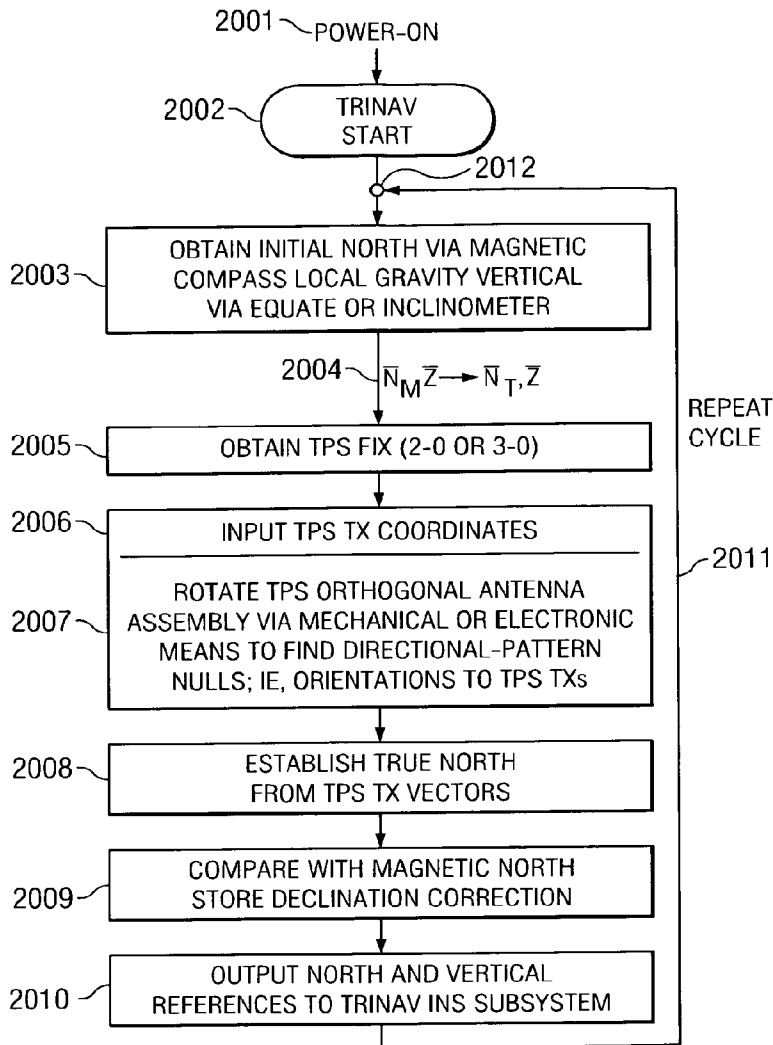 2001
POWER-ON
2002
TRINAV
START
2012
2003
OBTAIN INITIAL NORTH VIA MAGNETIC
COMPASS LOCAL GRAVITY VERTICAL
VIA EQUATE OR INCLINOMETER
2004
N̅M Z̅ → N̅T, Z̅
REPEAT
CYCLE
2005
OBTAIN TPS FIX (2-0 OR 3-0)
2006
INPUT TPS TX COORDINATES
2011
2007
ROTATE TPS ORTHOGONAL ANTENNA
ASSEMBLY VIA MECHANICAL OR ELECTRONIC
MEANS TO FIND DIRECTIONAL-PATTERN
NULLS; IE, ORIENTATIONS TO TPS TXs
2008
ESTABLISH TRUE NORTH
FROM TPS TX VECTORS
2009
COMPARE WITH MAGNETIC NORTH
STORE DECLINATION CORRECTION
2010
OUTPUT NORTH AND VERTICAL
REFERENCES TO TRINAV INS SUBSYSTEM